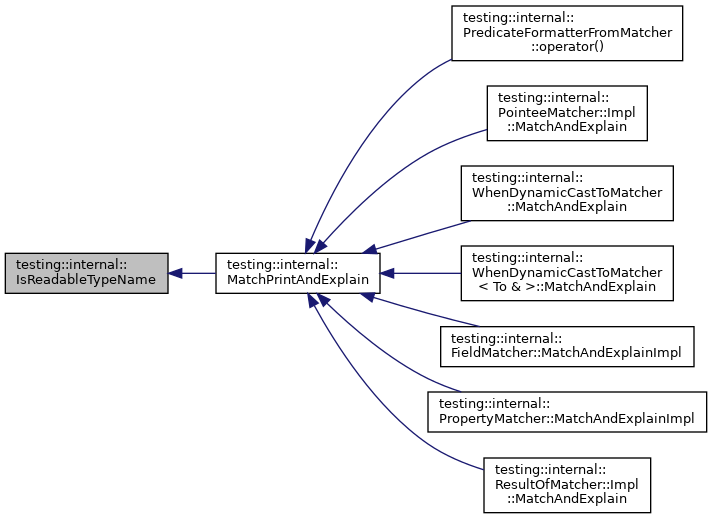 testing::internal::
IsReadableTypeName
testing::internal::
MatchPrintAndExplain
testing::internal::
PredicateFormatterFromMatcher
::operator()
testing::internal::
PointeeMatcher::Impl
::MatchAndExplain
testing::internal::
WhenDynamicCastToMatcher
::MatchAndExplain
testing::internal::
WhenDynamicCastToMatcher
< To & >::MatchAndExplain
testing::internal::
FieldMatcher::MatchAndExplainImpl
testing::internal::
PropertyMatcher::MatchAndExplainImpl
testing::internal::
ResultOfMatcher::Impl
::MatchAndExplain